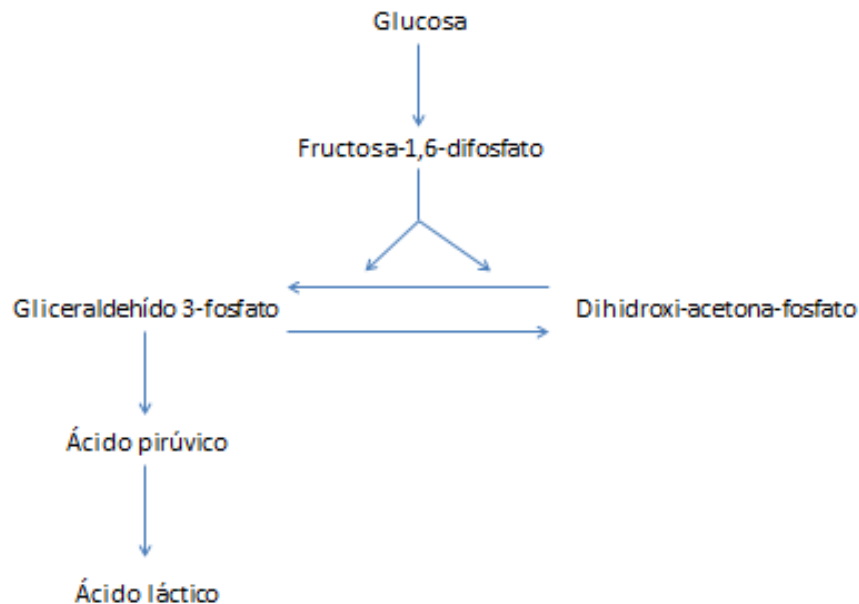 Glucosa
Fructosa-1,6-difosfato
Gliceraldehído 3-fosfato
Dihidroxi-acetona-fosfato
Ácido pirúvico
Ácido láctico